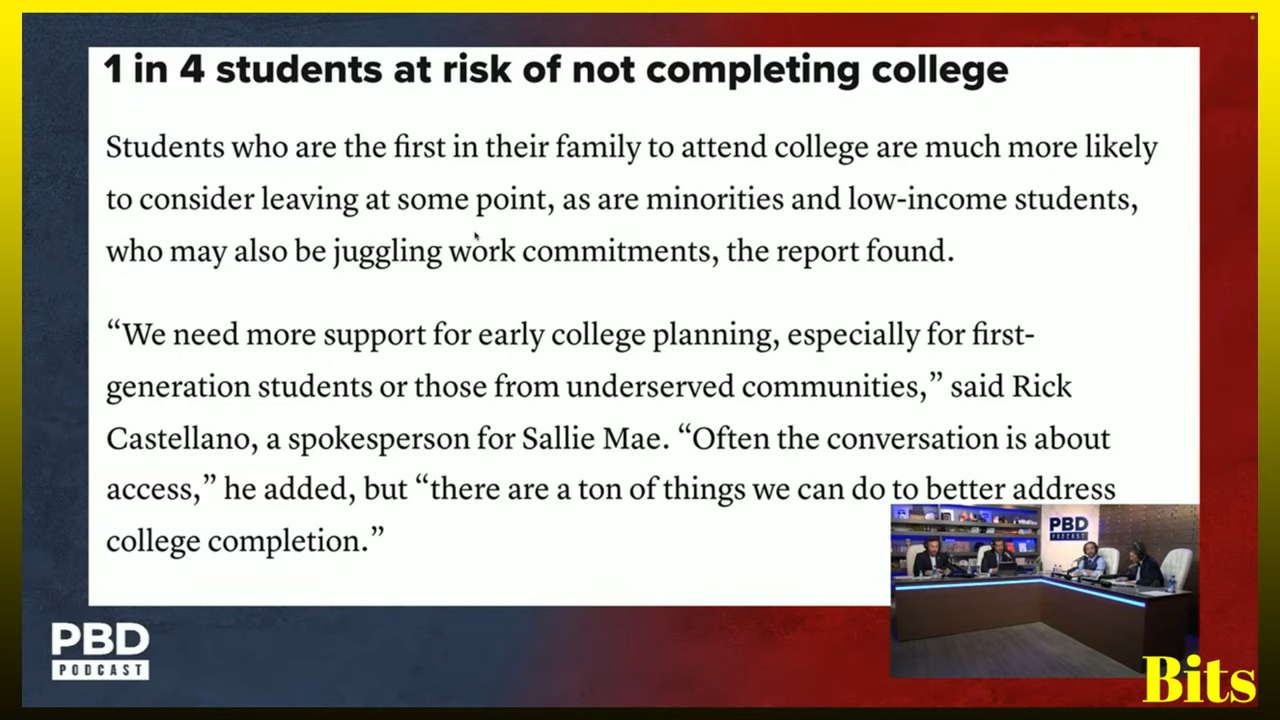 1 in 4 students at risk of not completing college
Students who are the first in their family to attend college are much more likely
to consider leaving at some point, as are minorities and low-income students,
who may also be juggling work commitments, the report found.
“We need more support for early college planning, especially for first-
generation students or those from underserved communities,” said Rick
Castellano, a spokesperson for Sallie Mae. “Often the conversation is about
access,” he added, but “there are a ton of things we can do to better address
college completion.”
PBD
PODCAST
PBD
PODCAST
Bits